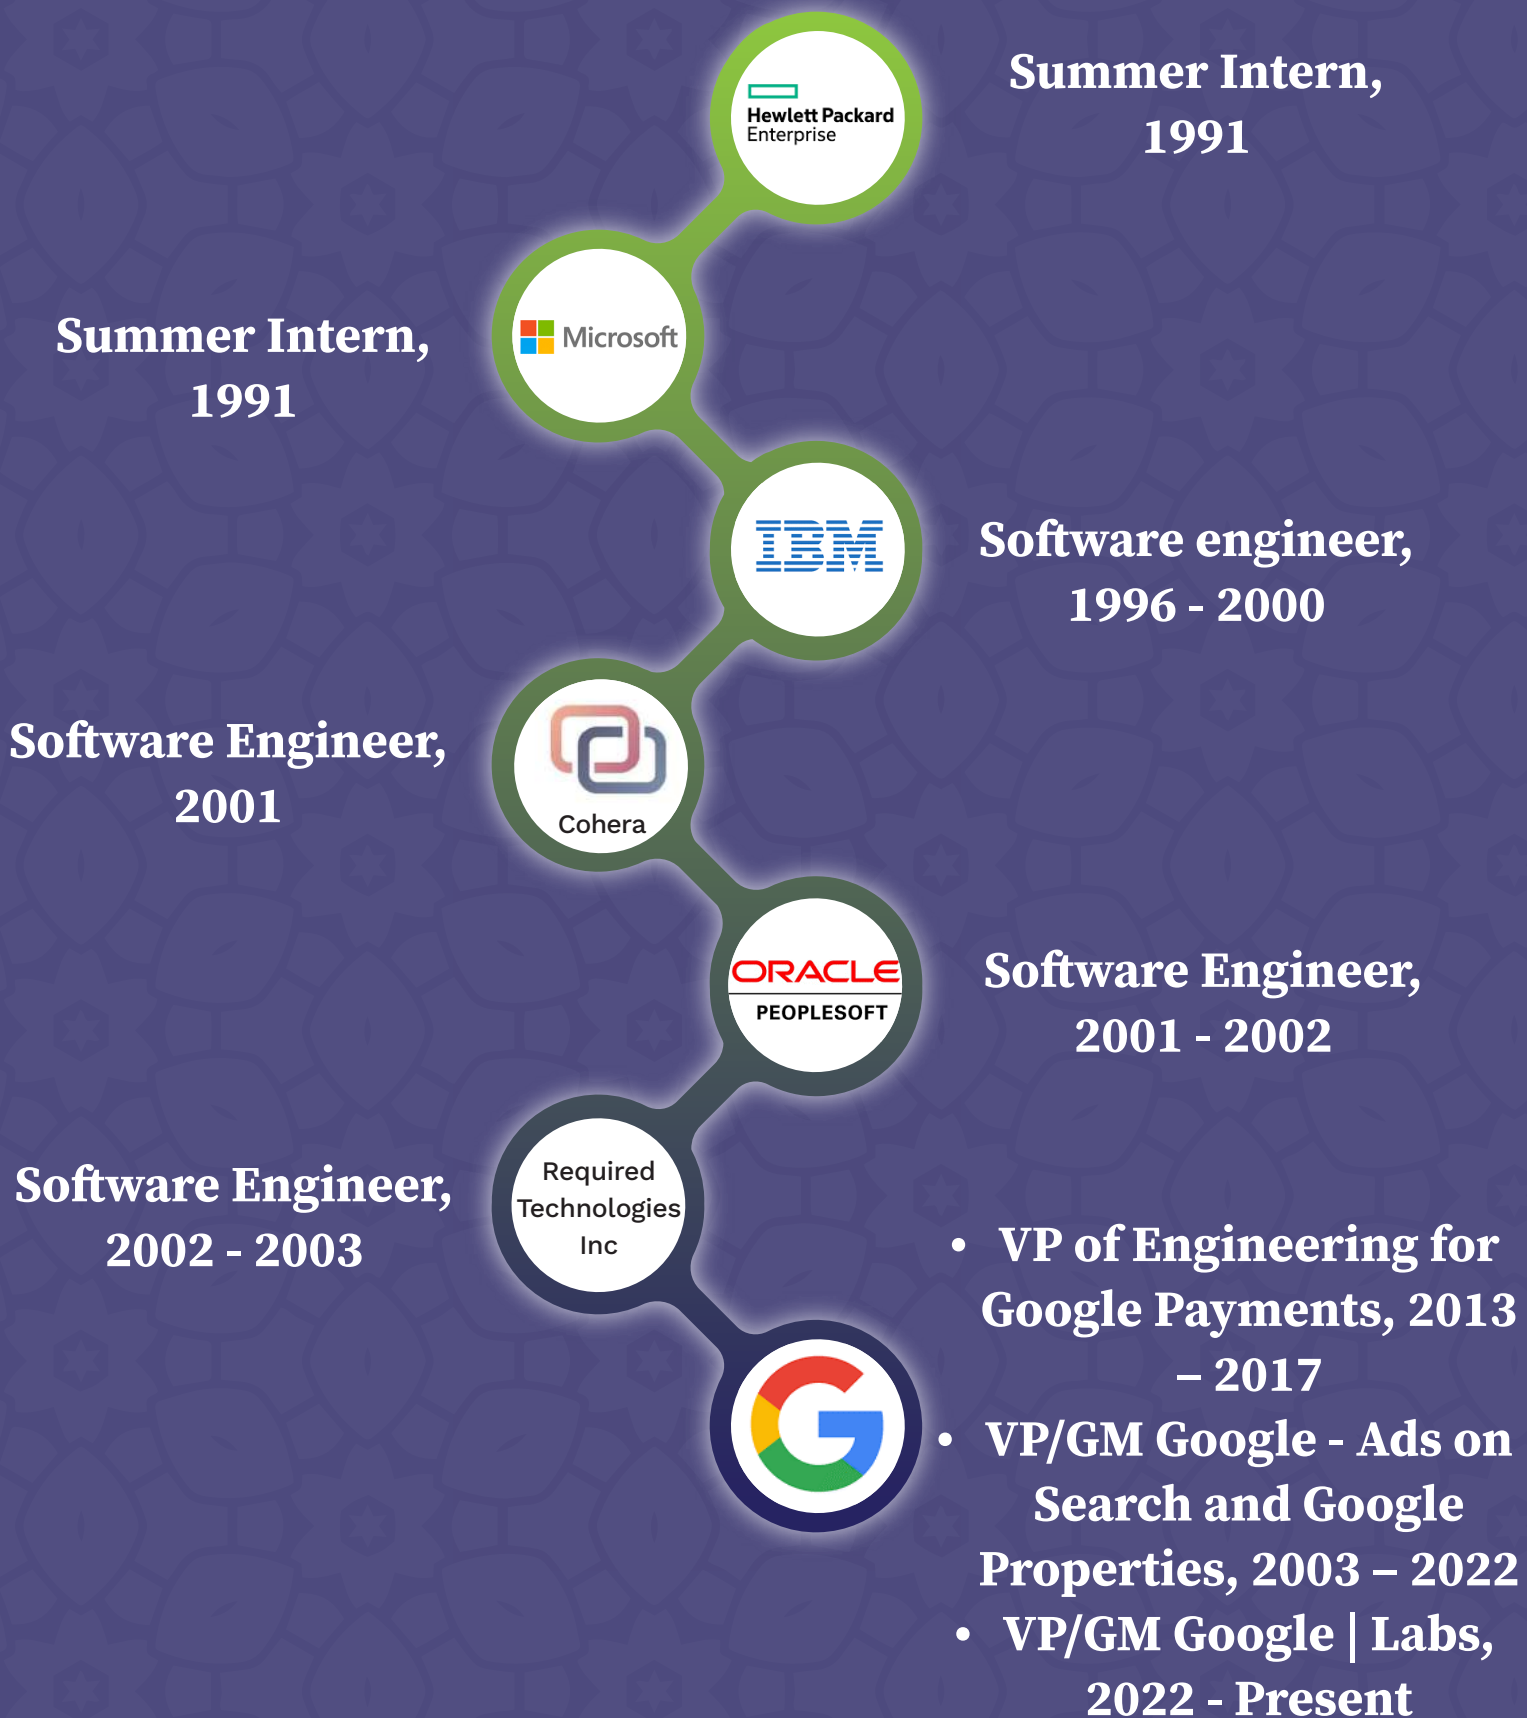 Hewlett Packard
Enterprise
Summer Intern,
1991
Summer Intern,
1991
Microsoft
IBM
Software engineer,
1996 - 2000
Software Engineer,
2001
Cohera
ORACLE
PEOPLESOFT
Software Engineer,
2001 - 2002
Software Engineer,
2002 - 2003
Required
Technologies
Inc
G
• VP of Engineering for
Google Payments, 2013
– 2017
• VP/GM Google - Ads on
Search and Google
Properties, 2003 – 2022
• VP/GM Google | Labs,
2022 - Present